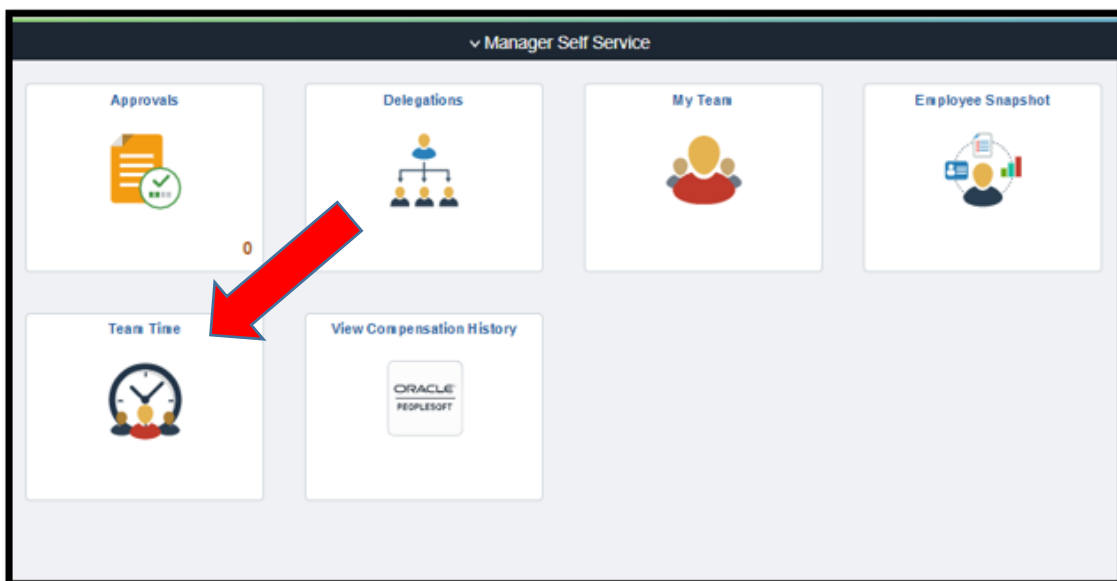 Manager Self Service
Approvals
Delegations
My Team
Employee Snapshot
0
Team Time
View Compensation History
ORACLE
PEOPLESOFT